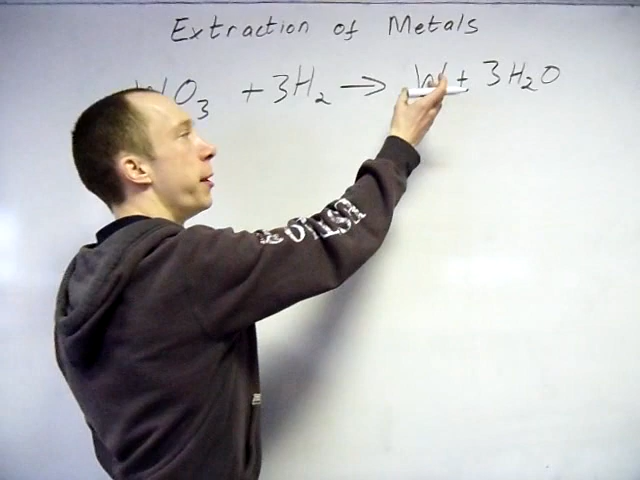 Extraction of Metals
WO3 + 3H2 → W + 3H2O